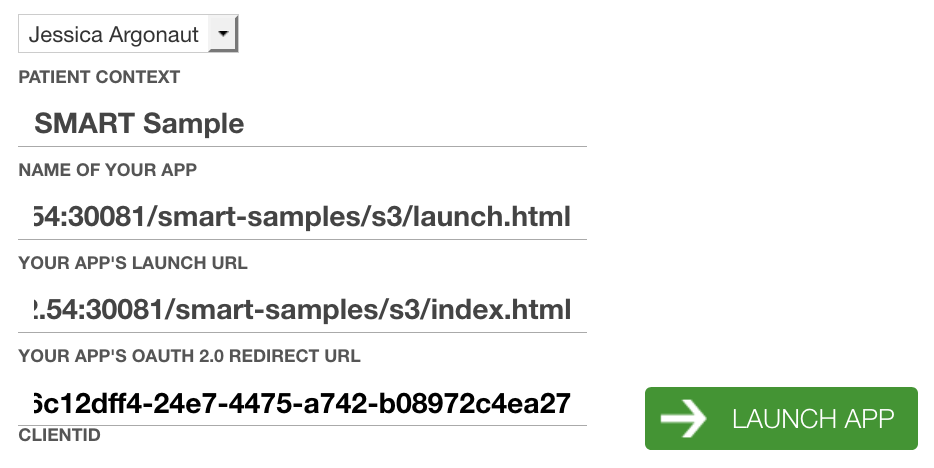 Jessica Argonaut
PATIENT CONTEXT
SMART Sample
NAME OF YOUR APP
54:30081/smart-samples/s3/launch.html
YOUR APP'S LAUNCH URL
2.54:30081/smart-samples/s3/index.html
YOUR APP'S OAUTH 2.0 REDIRECT URL
6c12dff4-24e7-4475-a742-b08972c4ea27
CLIENTID
LAUNCH APP